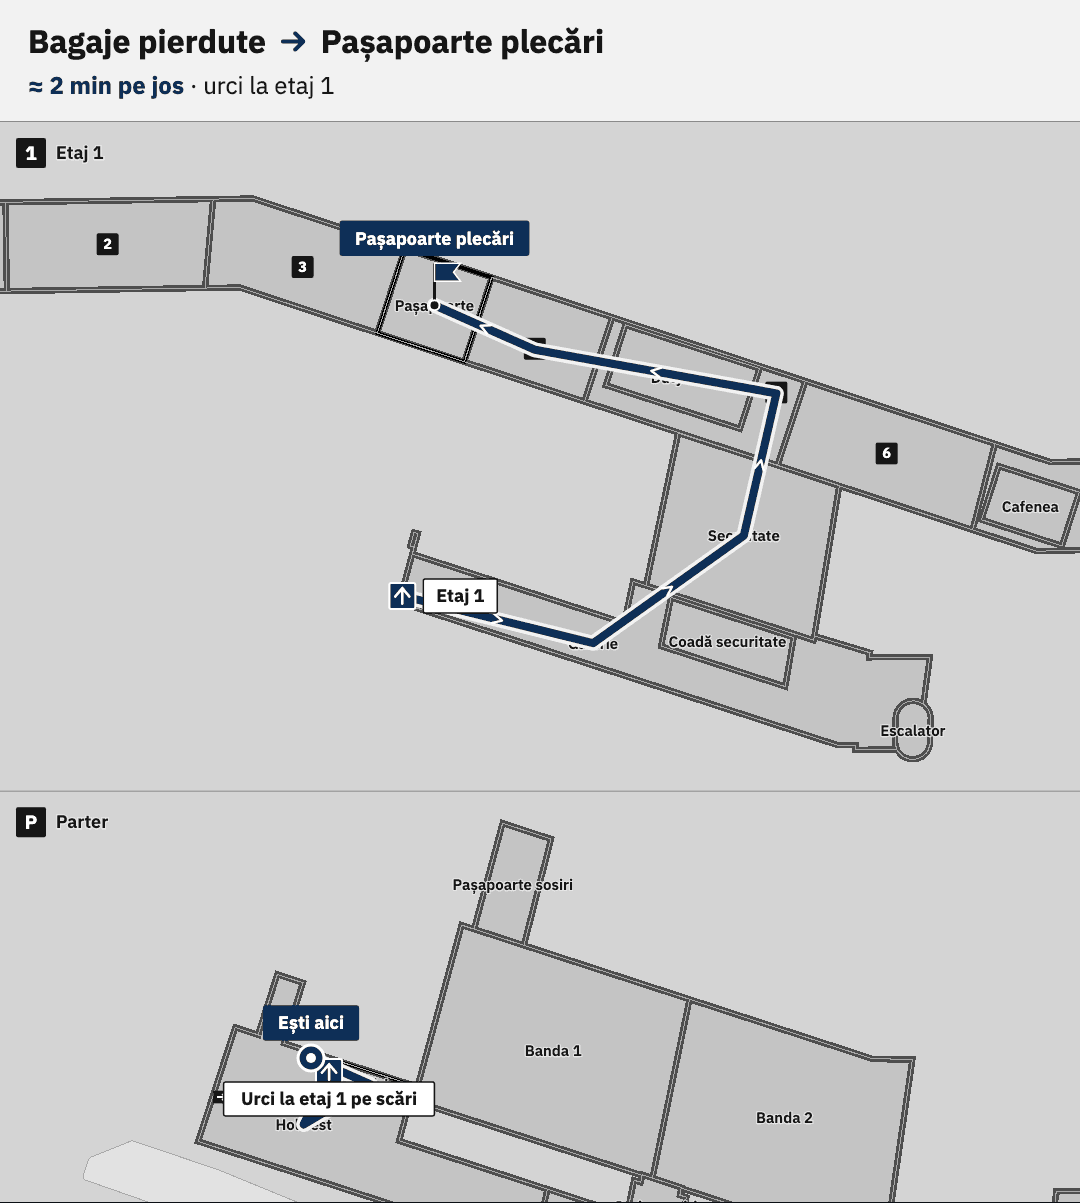 Bagaje pierdute → Pașapoarte plecări
≈ 2 min pe jos · urci la etaj 1
1 Etaj 1
Pașapoarte plecări
2
3
6
Cafenea
Etaj 1
Coadă securitate
Escalator
P Parter
Pașapoarte sosiri
Ești aici
Banda 1
Urci la etaj 1 pe scări
Banda 2